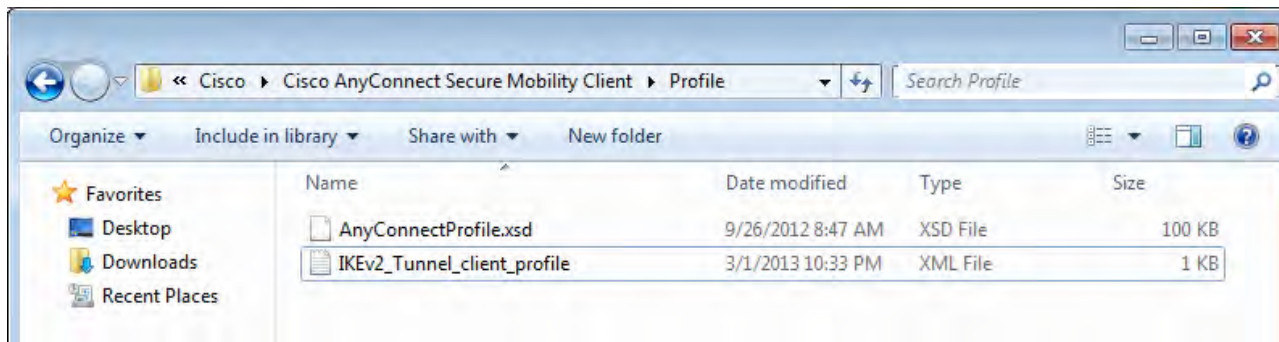 « Cisco ▸ Cisco AnyConnect Secure Mobility Client ▸ Profile Search Profile
Organize ▾ Include in library ▾ Share with ▾ New folder
Favorites
Desktop
Downloads
Recent Places
Name Date modified Type Size
AnyConnectProfile.xsd 9/26/2012 8:47 AM XSD File 100 KB
IKEv2_Tunnel_client_profile 3/1/2013 10:33 PM XML File 1 KB